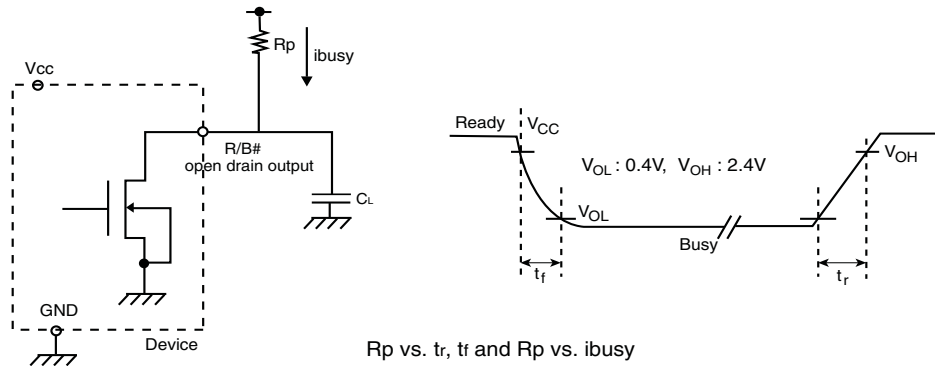 Rp
ibusy
Vcc
R/B#
open drain output
CL
GND
Device
Ready
VCC
VOL : 0.4V, VOH : 2.4V
VOH
VOL
Busy
tf
tr
Rp vs. tr, tf and Rp vs. ibusy